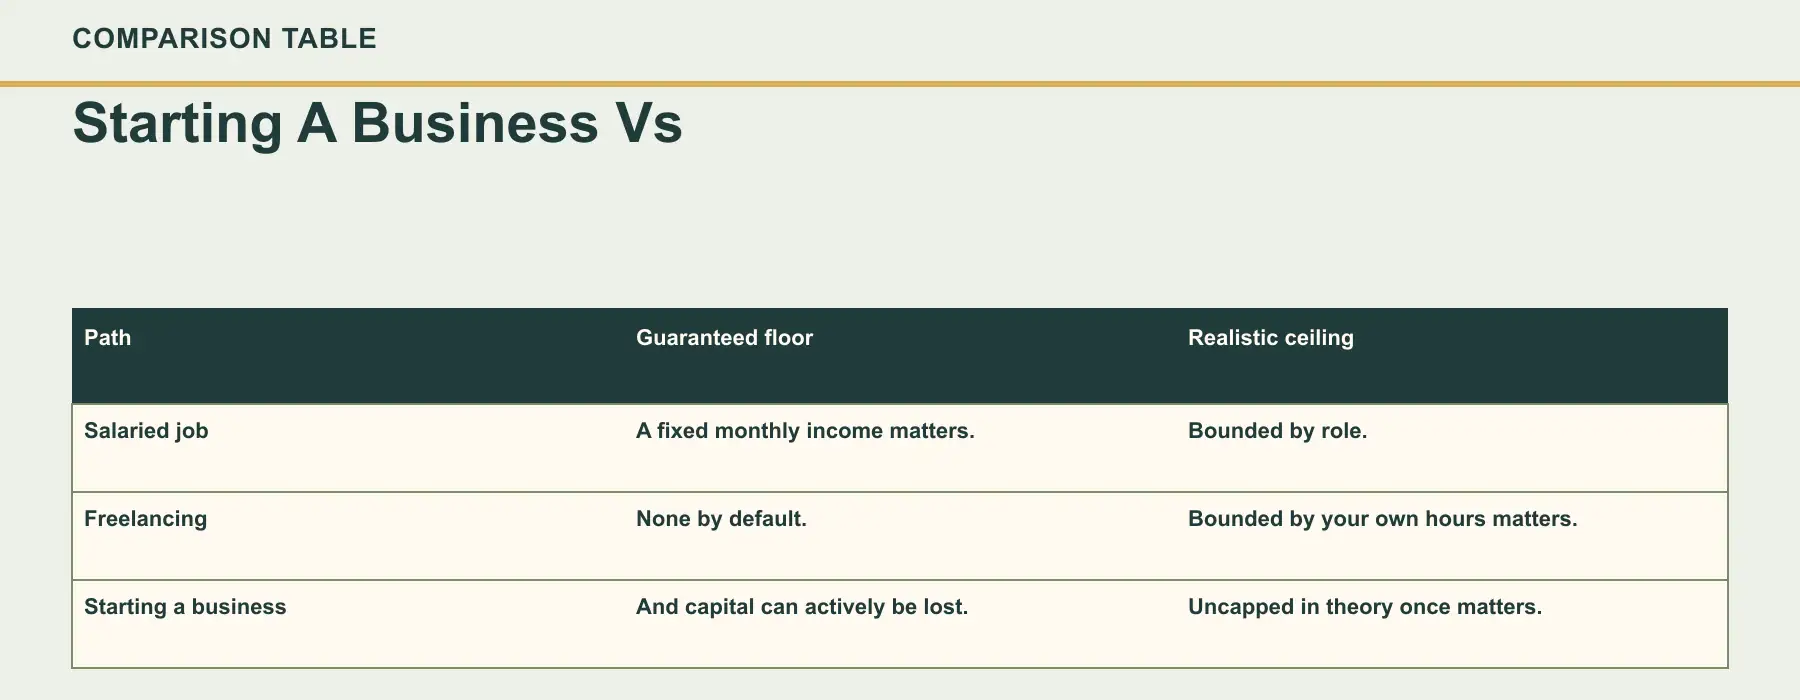 COMPARISON TABLE
Starting A Business Vs
Path Guaranteed floor Realistic ceiling
Salaried job A fixed monthly income matters. Bounded by role.
Freelancing None by default. Bounded by your own hours matters.
Starting a business And capital can actively be lost. Uncapped in theory once matters.